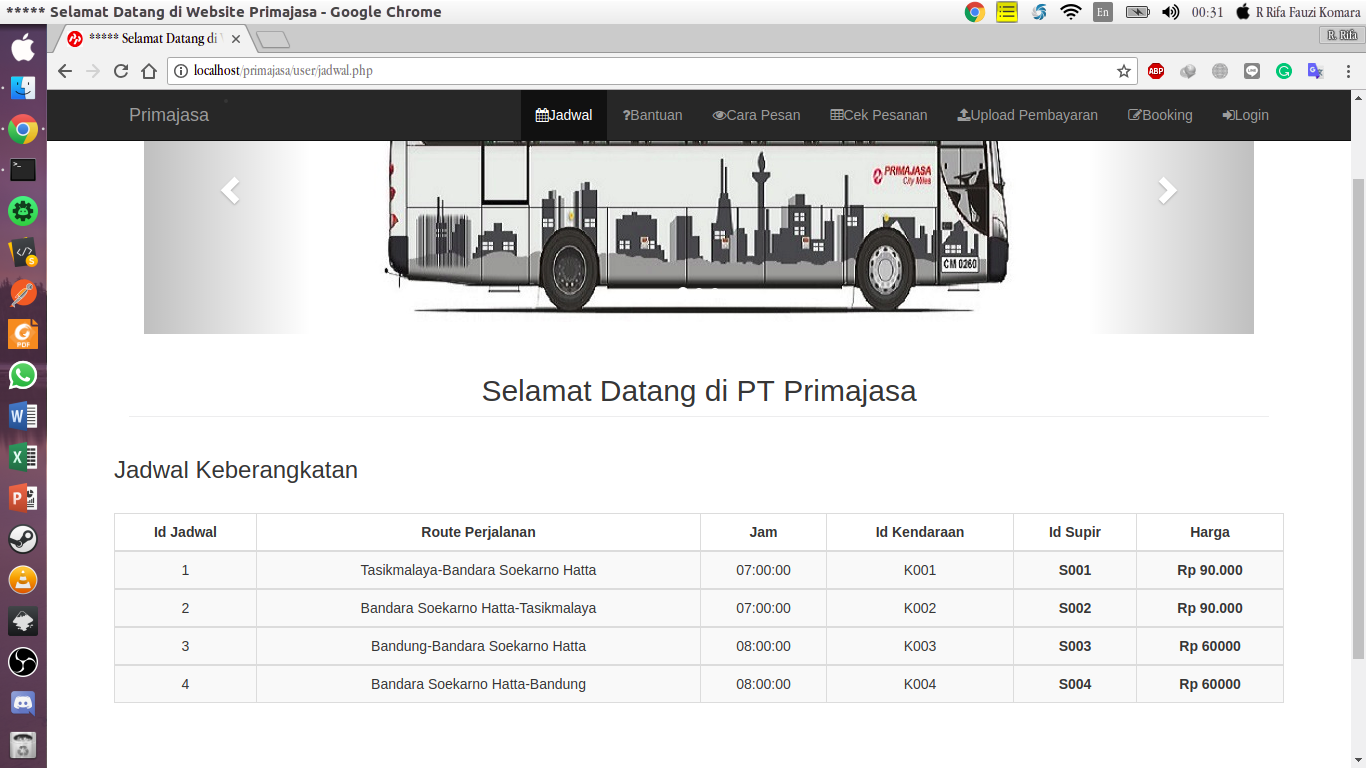 ***** Selamat Datang di Website Primajasa - Google Chrome En 00:31 R Rifa Fauzi Komara
***** Selamat Datang di R. Rifa
localhost/primajasa/user/jadwal.php ABP
Primajasa Jadwal ?Bantuan Cara Pesan Cek Pesanan Upload Pembayaran Booking Login
PRIMAJASA
City Miles
CM 0260
Selamat Datang di PT Primajasa
Jadwal Keberangkatan
Id Jadwal Route Perjalanan Jam Id Kendaraan Id Supir Harga
1 Tasikmalaya-Bandara Soekarno Hatta 07:00:00 K001 S001 Rp 90.000
2 Bandara Soekarno Hatta-Tasikmalaya 07:00:00 K002 S002 Rp 90.000
3 Bandung-Bandara Soekarno Hatta 08:00:00 K003 S003 Rp 60000
4 Bandara Soekarno Hatta-Bandung 08:00:00 K004 S004 Rp 60000